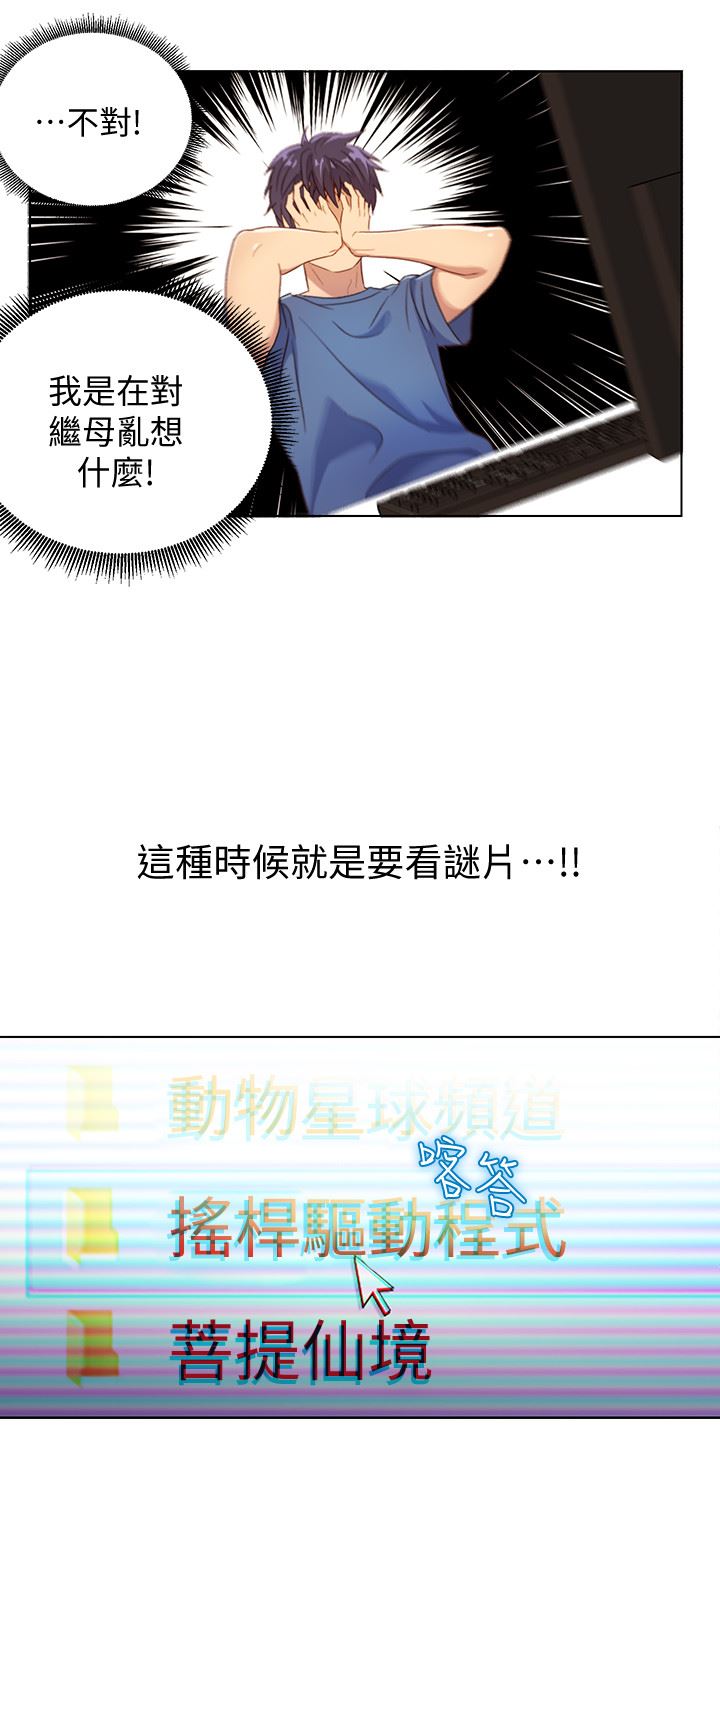 …不對!
我是在對
繼母亂想
什麼!
這種時候就是要看謎片…!!
動物星球頻道
喀答
搖桿驅動程式
菩提仙境